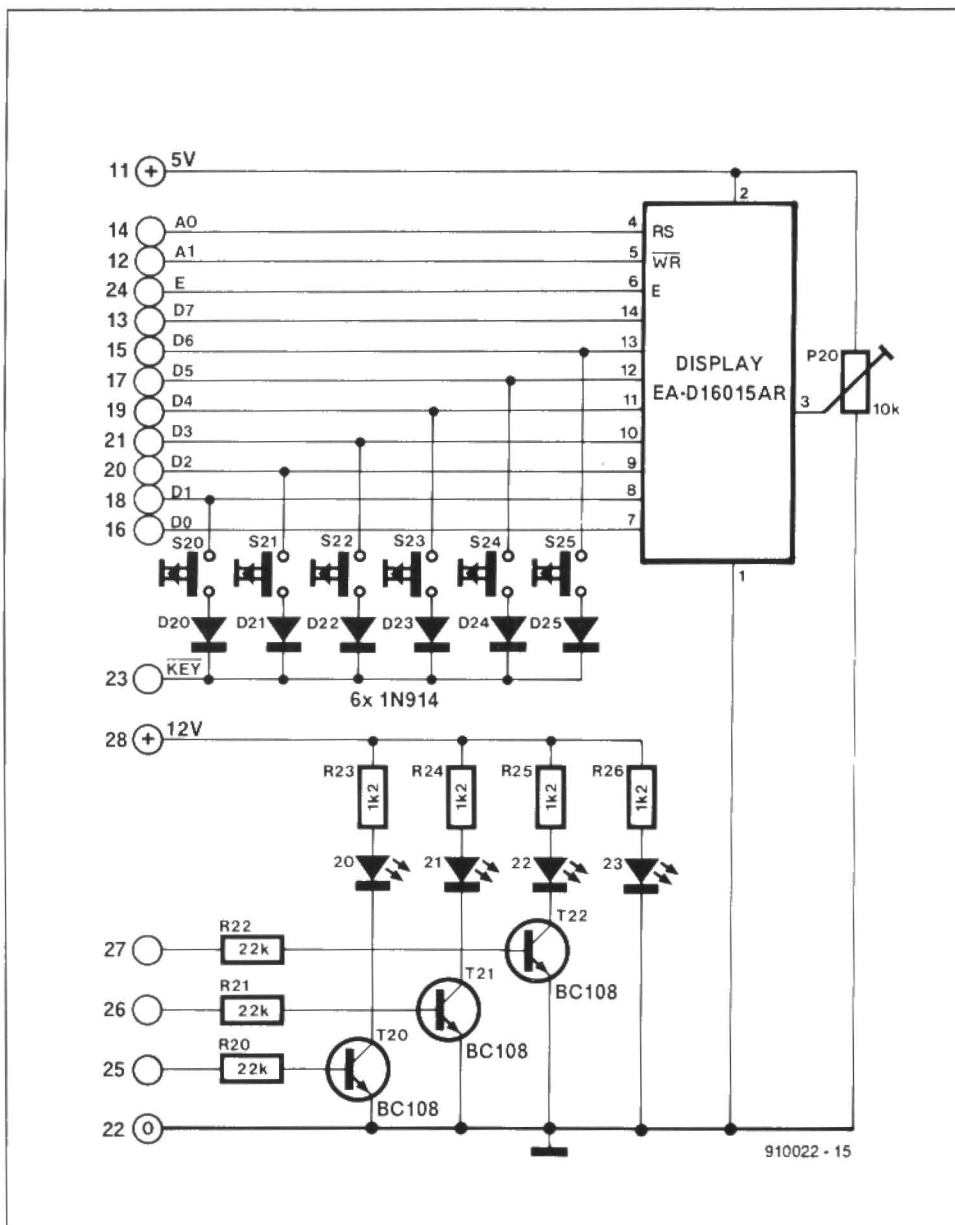 11 + 5V
2
14 A0 4 RS
12 A1 5 WR
24 E 6 E
13 D7 14
15 D6 13
17 D5 12
DISPLAY
EA-D16015AR
P20
3
10k
19 D4 11
21 D3 10
20 D2 9
18 D1 8
16 D0 7
S20 S21 S22 S23 S24 S25
1
D20 D21 D22 D23 D24 D25
23 KEY
6x 1N914
28 + 12V
R23 R24 R25 R26
1k2 1k2 1k2 1k2
20 21 22 23
T22
R22
27 22k
BC108
T21
R21
26 22k
BC108
T20
R20
25 22k
BC108
22 0
910022 - 15